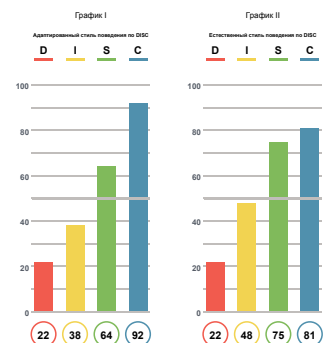 График I
Адаптированный стиль поведения по DISC
D I S C
100
80
60
40
20
0
22 38 64 92
График II
Естественный стиль поведения по DISC
D I S C
100
80
60
40
20
0
22 48 75 81